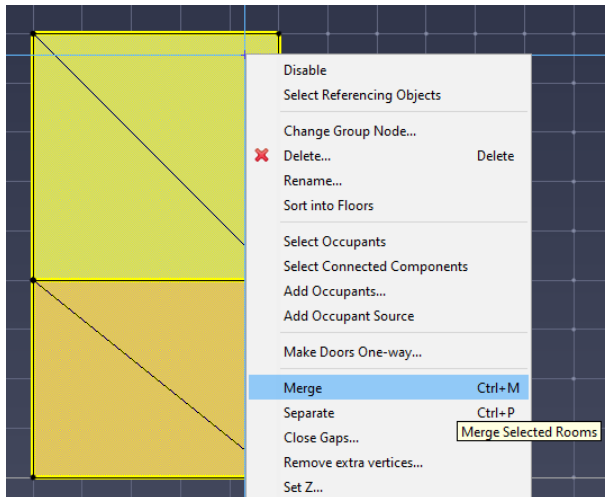 Disable
Select Referencing Objects
Change Group Node...
Delete... Delete
Rename...
Sort into Floors
Select Occupants
Select Connected Components
Add Occupants...
Add Occupant Source
Make Doors One-way...
Merge Ctrl+M
Separate Ctrl+P
Merge Selected Rooms
Close Gaps...
Remove extra vertices...
Set Z...